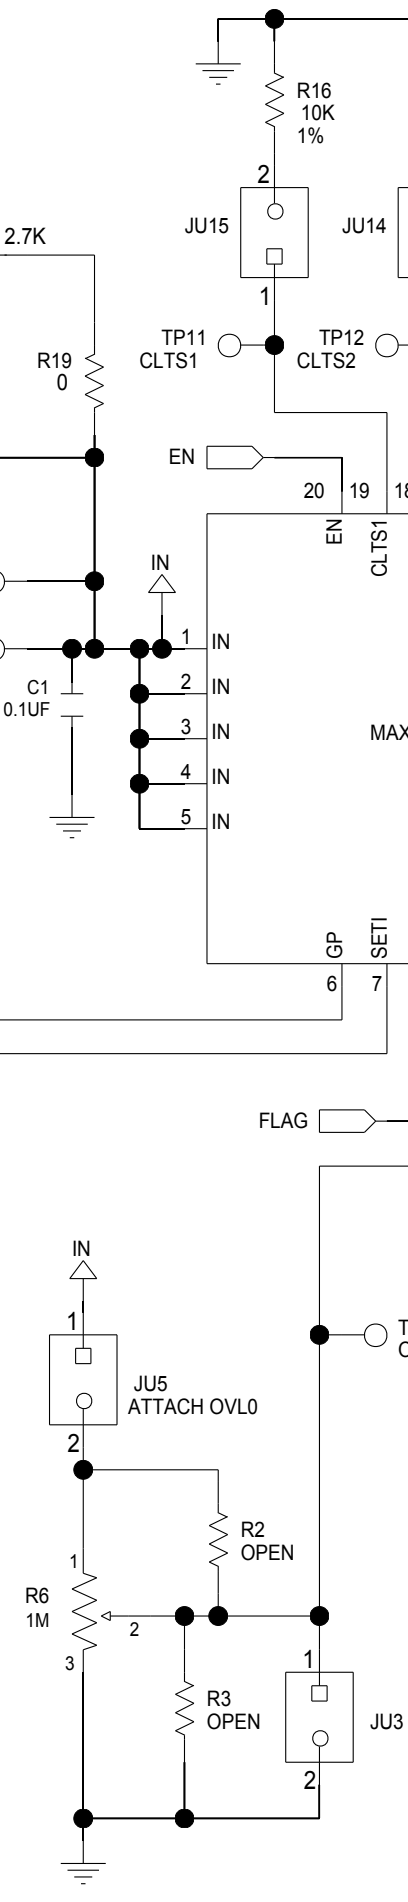 R16
10K
1%
2
JU15
JU14
1
2.7K
TP11
CLTS1
TP12
CLTS2
R19
0
EN
20
19
18
EN
CLTS1
IN
1
IN
C1
0.1UF
2
IN
3
IN
MAX
4
IN
5
IN
GP
SETI
6
7
FLAG
IN
1
T
JU5
ATTACH OVL0
2
R2
OPEN
1
R6
1M
2
3
1
R3
OPEN
JU3
2